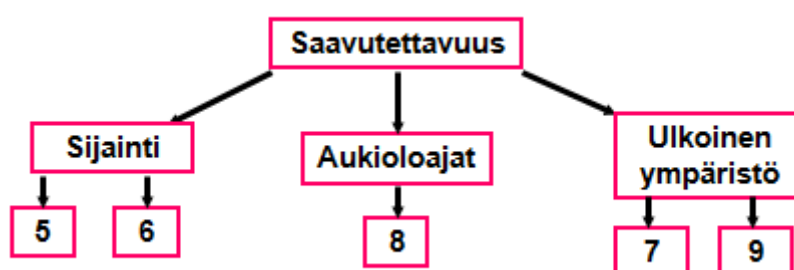 Saavutettavuus
Sijainti
Aukioloajat
Ulkoinen
ympäristö
5
6
8
7
9